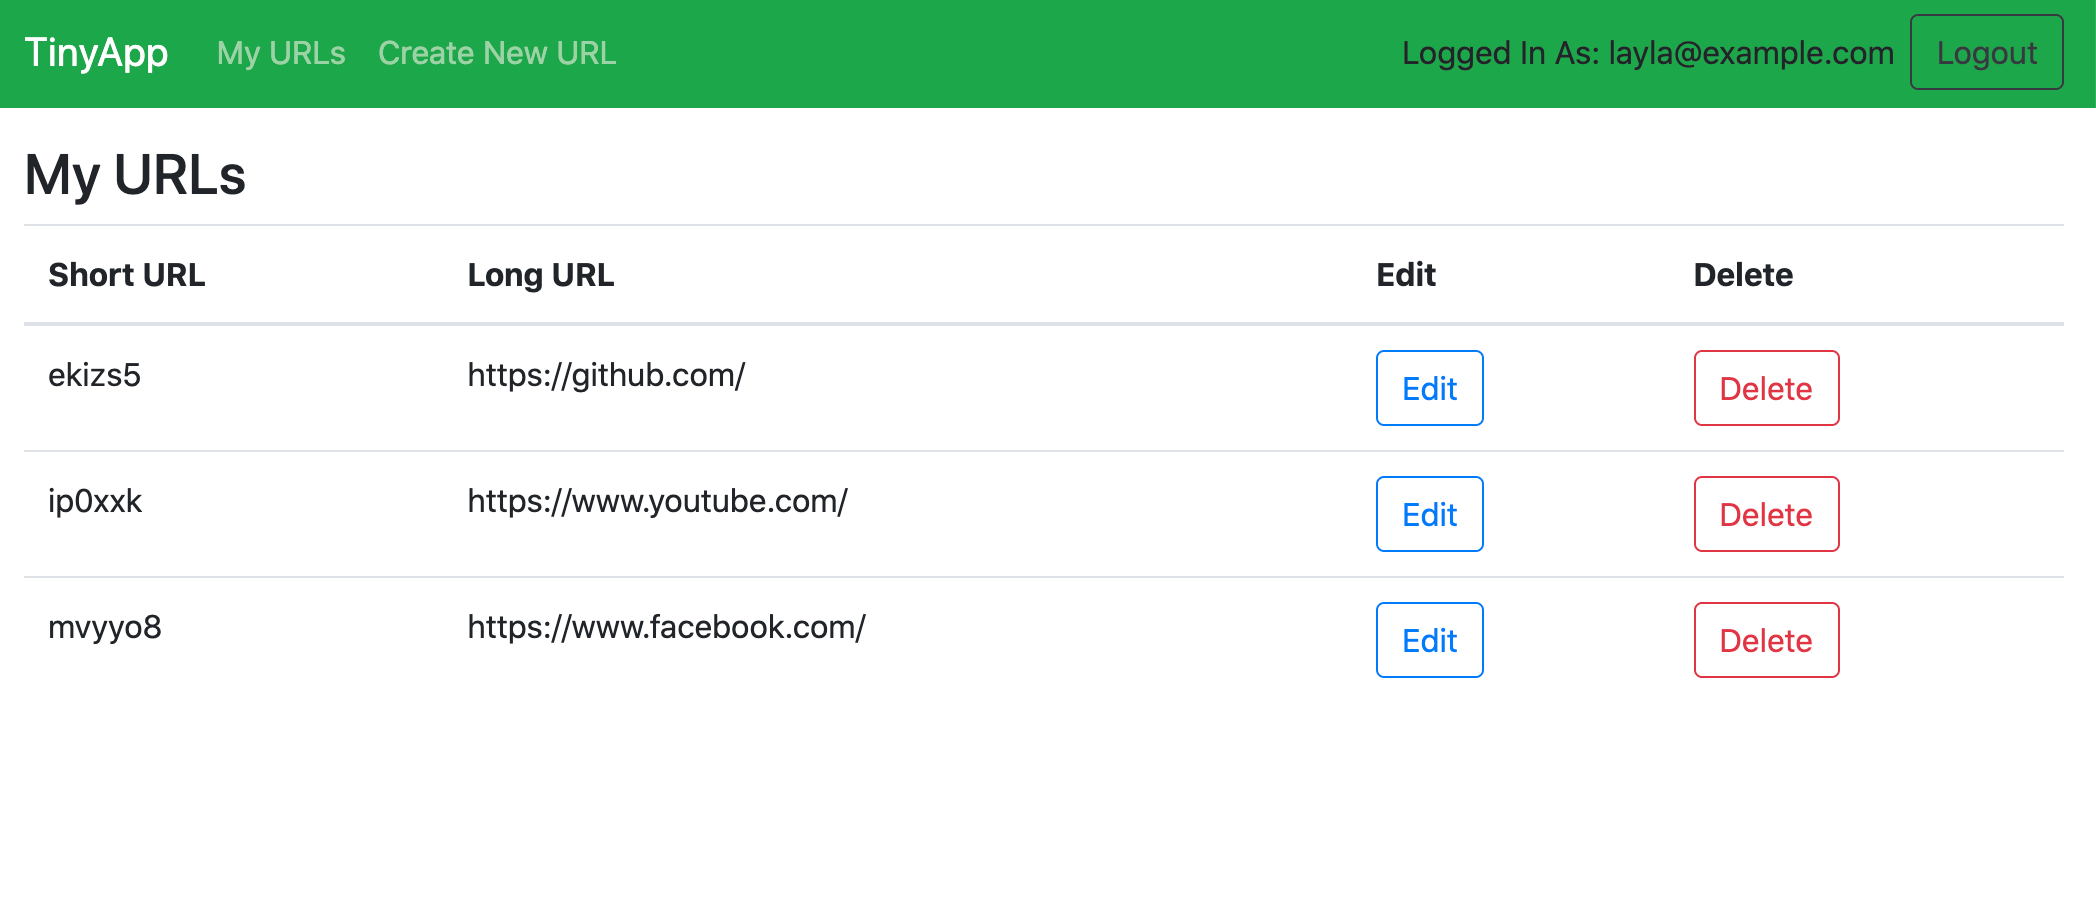 TinyApp My URLs Create New URL Logged In As: layla@example.com Logout
My URLs
Short URL Long URL Edit Delete
ekizs5 https://github.com/ Edit Delete
ip0xxk https://www.youtube.com/ Edit Delete
mvyyo8 https://www.facebook.com/ Edit Delete